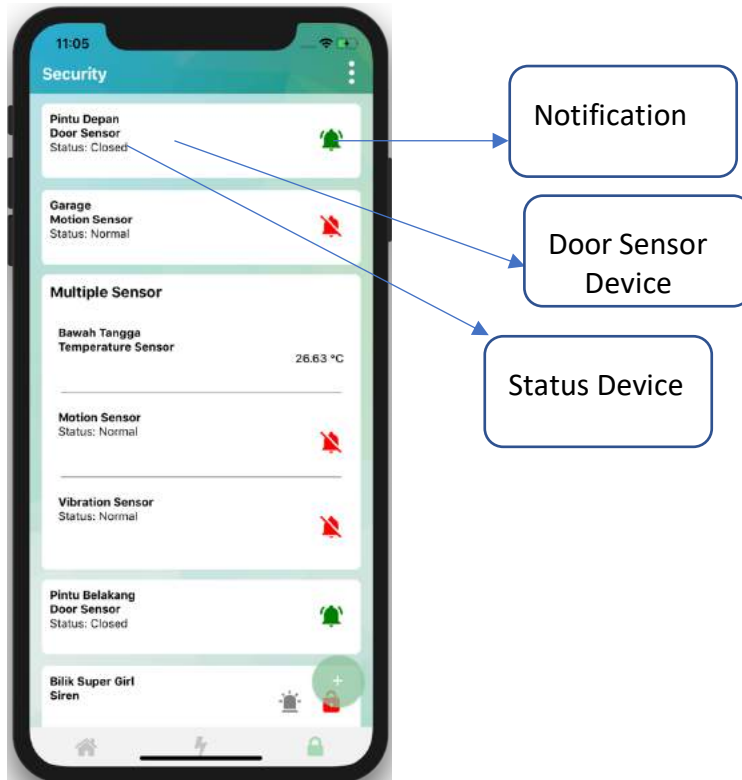 11:05
Security
Pintu Depan
Door Sensor
Status: Closed
Garage
Motion Sensor
Status: Normal
Multiple Sensor
Bawah Tangga
Temperature Sensor
26.63 °C
Motion Sensor
Status: Normal
Vibration Sensor
Status: Normal
Pintu Belakang
Door Sensor
Status: Closed
Bilik Super Girl
Siren
Notification
Door Sensor
Device
Status Device